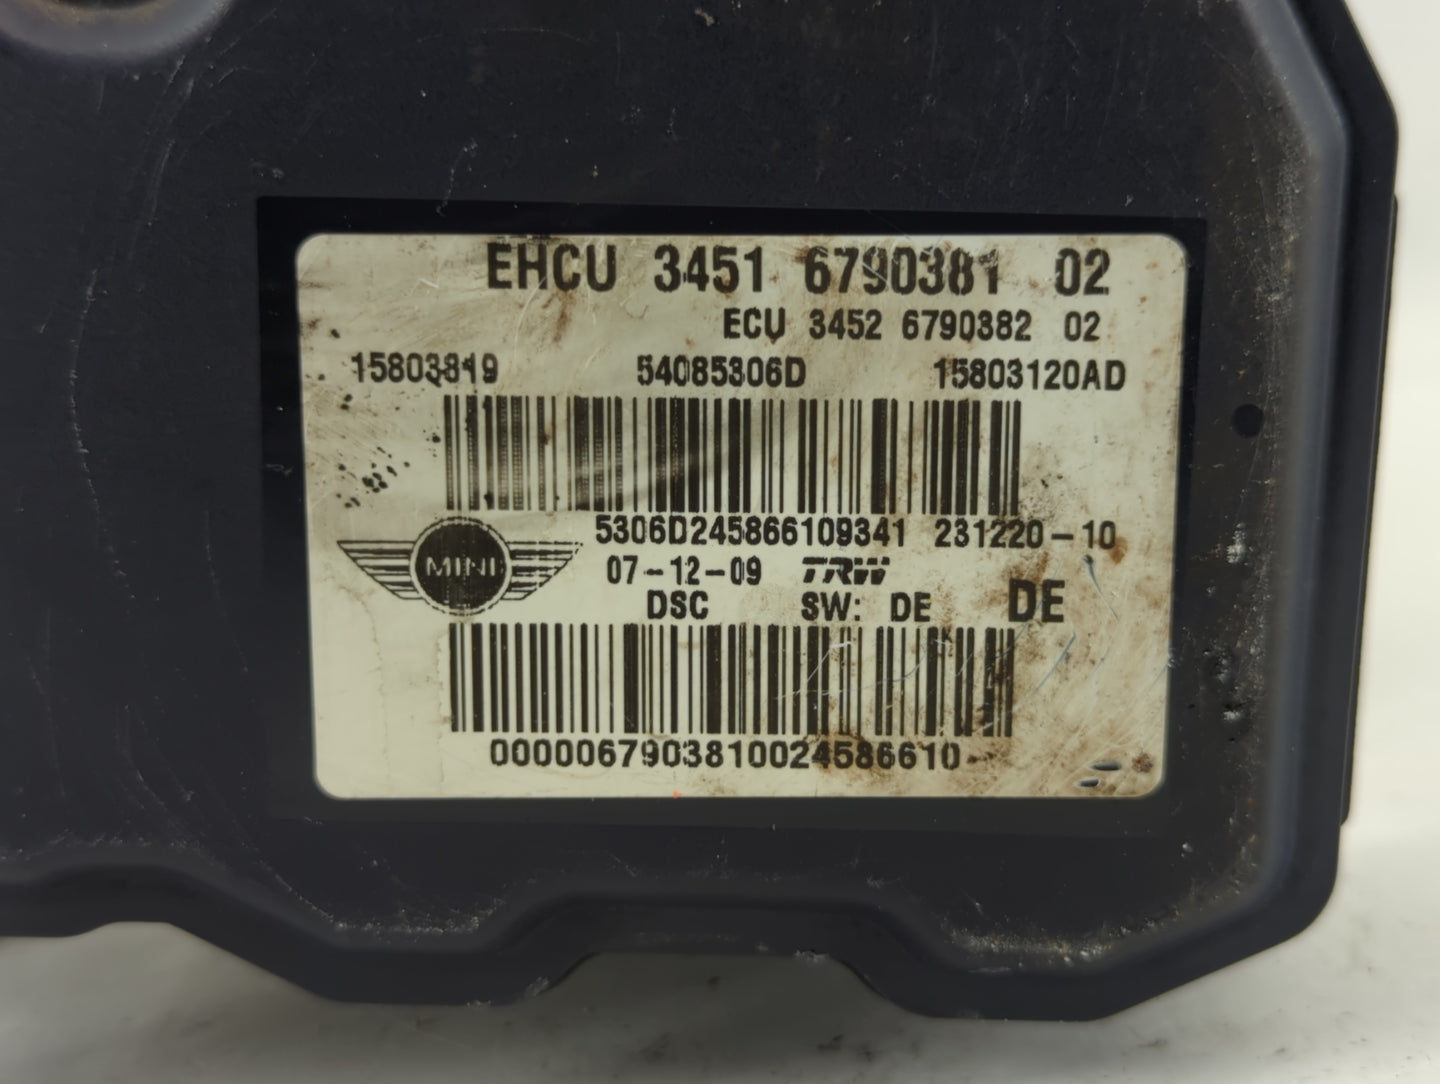 EHCU 3451 6790381 02
ECU 3452 6790382 02
15803819 54085306D 15803120AD
5306D245866109341 231220-10
MINI
07-12-09 TRW
DSC SW: DE DE
0000067903810024586610